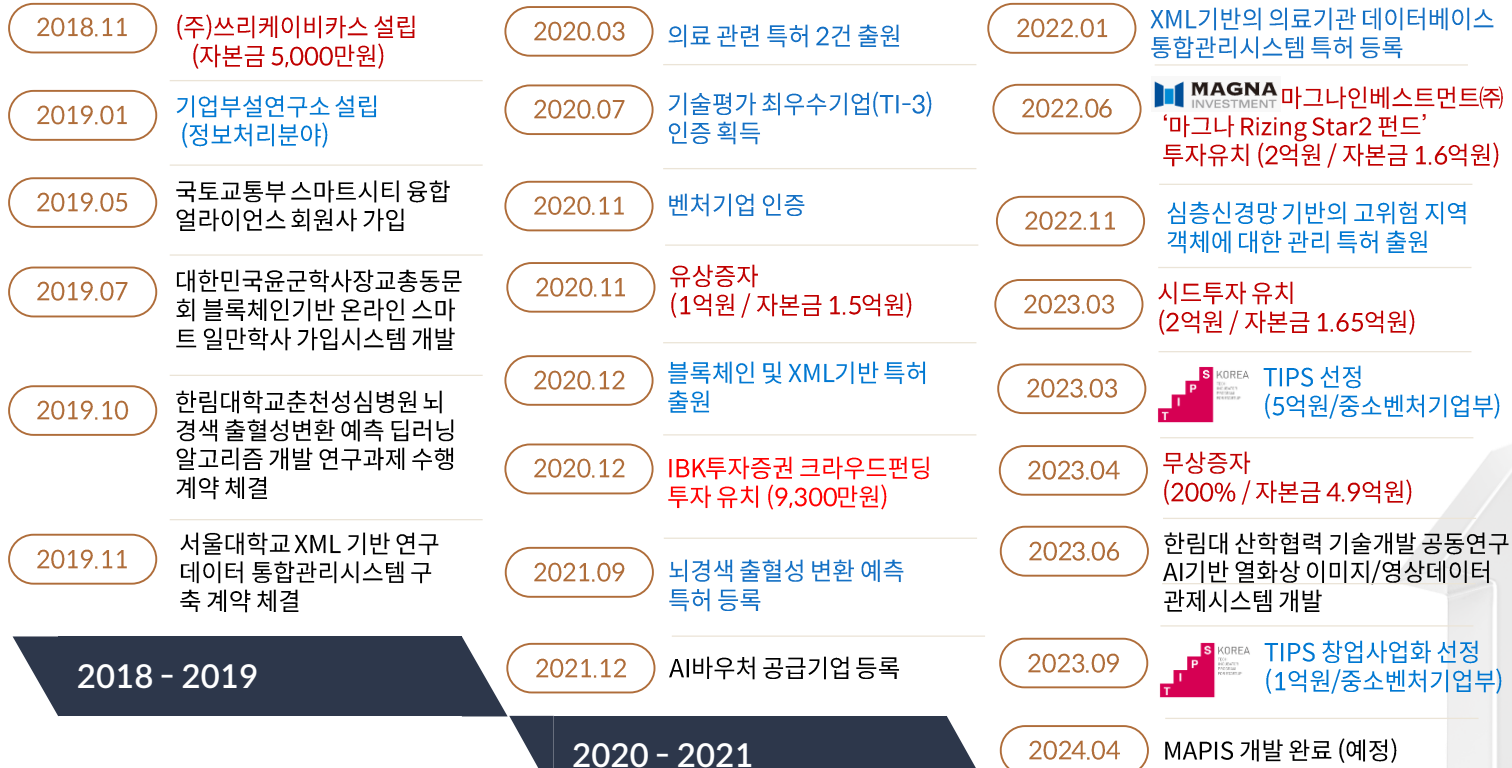 2018.11
(주)쓰리케이비카스 설립
(자본금 5,000만원)
2019.01
기업부설연구소 설립
(정보처리분야)
2019.05
국토교통부 스마트시티 융합
얼라이언스 회원사 가입
2019.07
대한민국윤군학사장교총동문
회 블록체인기반 온라인 스마
트 일만학사 가입시스템 개발
2019.10
한림대학교춘천성심병원 뇌
경색 출혈성변환 예측 딥러닝
알고리즘 개발 연구과제 수행
계약 체결
2019.11
서울대학교 XML 기반 연구
데이터 통합관리시스템 구
축 계약 체결
2018 - 2019
2020.03
의료 관련 특허 2건 출원
2020.07
기술평가 최우수기업(TI-3)
인증 획득
2020.11
벤처기업 인증
2020.11
유상증자
(1억원 / 자본금 1.5억원)
2020.12
블록체인 및 XML기반 특허
출원
2020.12
IBK투자증권 크라우드펀딩
투자 유치 (9,300만원)
2021.09
뇌경색 출혈성 변환 예측
특허 등록
2021.12
AI바우처 공급기업 등록
2020 - 2021
2022.01
XML기반의 의료기관 데이터베이스
통합관리시스템 특허 등록
2022.06
MAGNA
INVESTMENT
마그나인베스트먼트㈜
‘마그나 Rizing Star2 펀드’
투자유치 (2억원 / 자본금 1.6억원)
2022.11
심층신경망 기반의 고위험 지역
객체에 대한 관리 특허 출원
2023.03
시드투자 유치
(2억원 / 자본금 1.65억원)
2023.03
TIPS KOREA
TIPS 선정
(5억원/중소벤처기업부)
2023.04
무상증자
(200% / 자본금 4.9억원)
2023.06
한림대 산학협력 기술개발 공동연구
AI기반 열화상 이미지/영상데이터
관제시스템 개발
2023.09
TIPS KOREA
TIPS 창업사업화 선정
(1억원/중소벤처기업부)
2024.04
MAPIS 개발 완료 (예정)